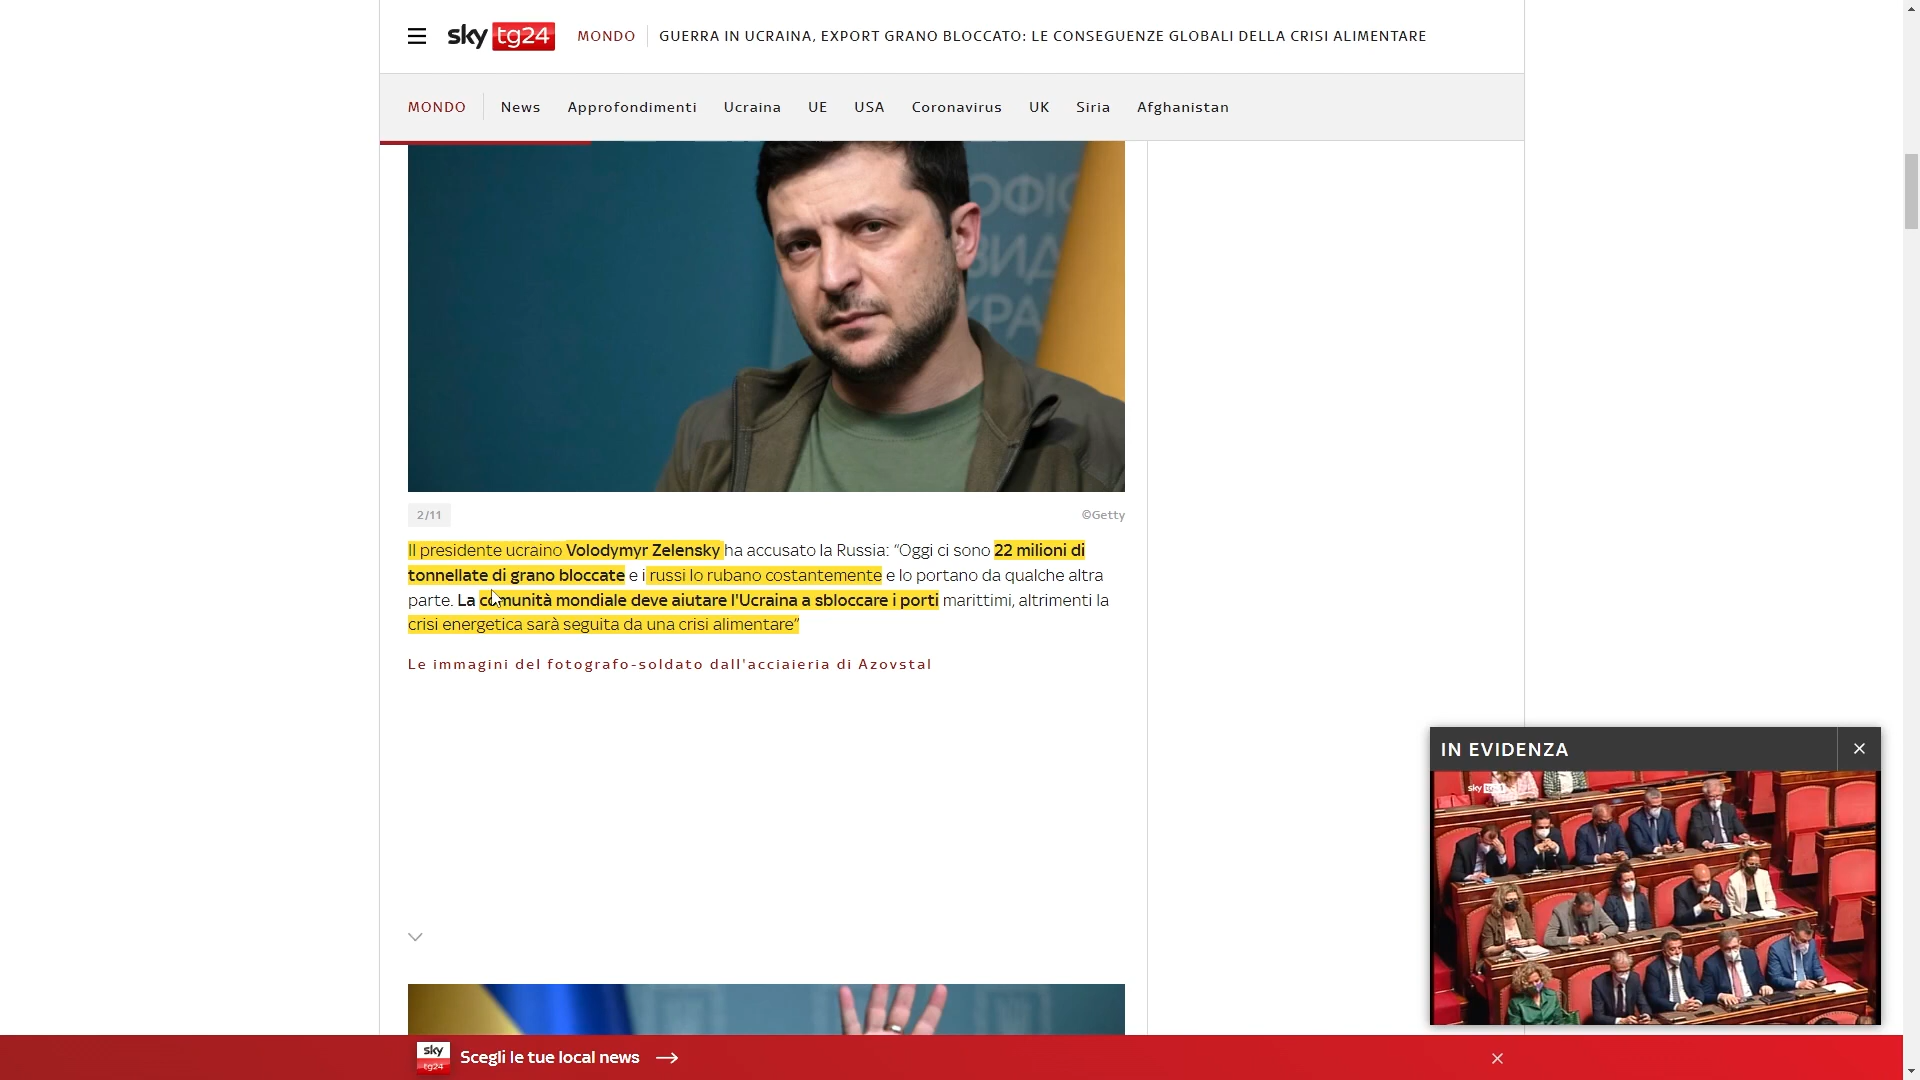 sky tg24
MONDO
GUERRA IN UCRAINA, EXPORT GRANO BLOCCATO: LE CONSEGUENZE GLOBALI DELLA CRISI ALIMENTARE
MONDO
News
Approfondimenti
Ucraina
UE
USA
Coronavirus
UK
Siria
Afghanistan
2/11
©Getty
Il presidente ucraino Volodymyr Zelensky ha accusato la Russia: “Oggi ci sono 22 milioni di
tonnellate di grano bloccate e i russi lo rubano costantemente e lo portano da qualche altra
parte. La comunità mondiale deve aiutare l'Ucraina a sbloccare i porti marittimi, altrimenti la
crisi energetica sarà seguita da una crisi alimentare”
Le immagini del fotografo-soldato dall'acciaieria di Azovstal
IN EVIDENZA
sky tg24
sky tg24
Scegli le tue local news